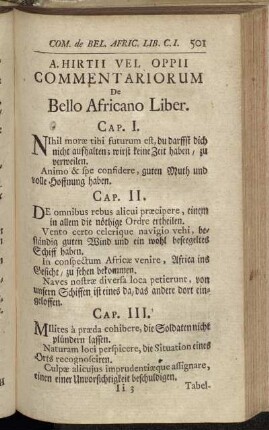 COM. de BEL. AFRIC. LIB. C. I. 501
A. HIRTII VEL OPPII
COMMENTARIORUM
De
Bello Africano Liber.
CAP. I.
NIhil moræ tibi futurum est, du darffst dich
nicht aufhalten: wirst keine Zeit haben, zu
verweilen.
Animo & spe confidere, guten Muth und
volle Hoffnung haben.
CAP. II.
DE omnibus rebus alicui præcipere, einem
in allem die nöthige Ordre ertheilen.
Vento certo celerique navigio vehi, be-
ständig guten Wind und ein wohl besegeltes
Schiff haben.
In conspectum Africæ venire, Africa ins
Gesicht, zu sehen bekommen.
Naves nostræ diversa loca petierunt, von
unsern Schiffen ist eines da, das andere dort ein-
geloffen.
CAP. III.
MIlites à præda cohibere, die Soldaten nicht
plündern lassen.
Naturam loci perspicere, die Situation eines
Orts recognosciren.
Culpæ alicujus imprudentiæque assignare,
einen einer Unvorsichtigkeit beschuldigen.
Ii 3 Tabel-